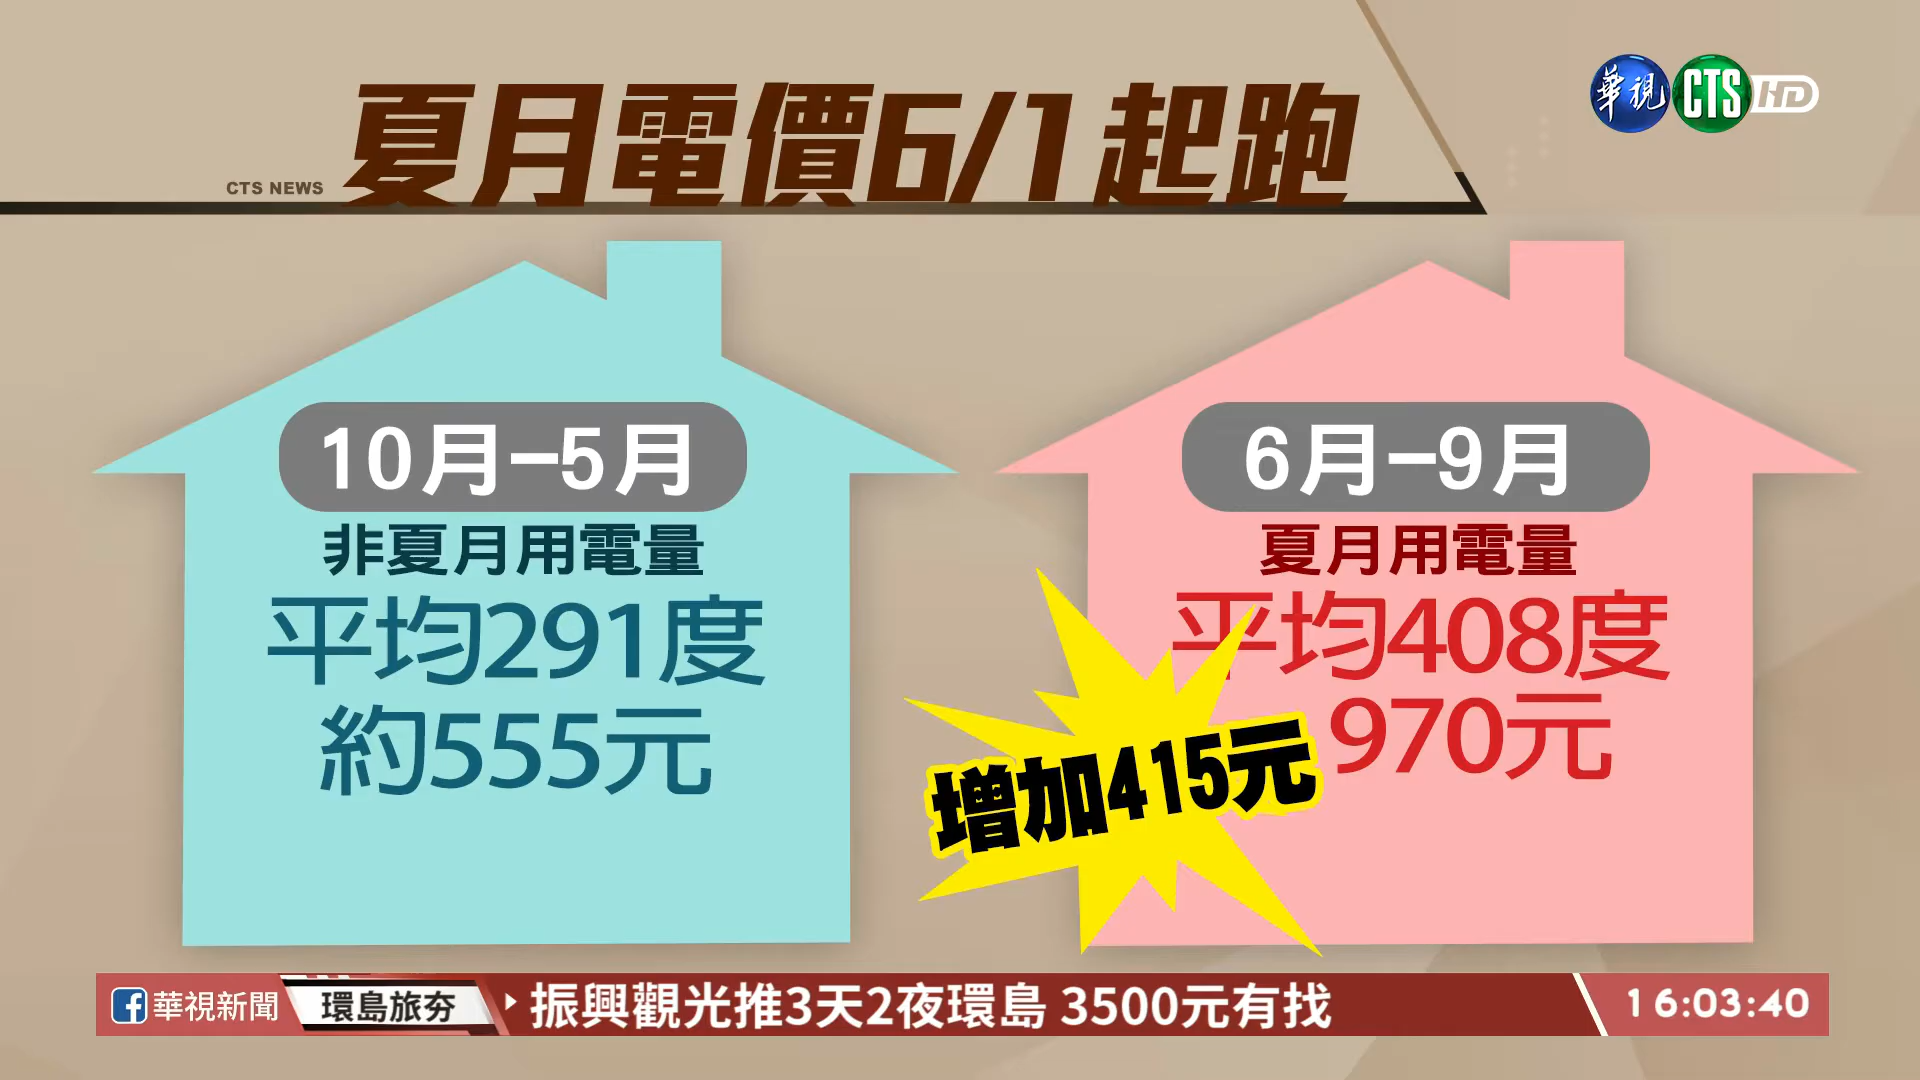 華視 CTS HD
夏月電價6/1起跑
CTS NEWS
10月-5月
非夏月用電量
平均291度
約555元
6月-9月
夏月用電量
平均408度
970元
增加415元
華視新聞
環島旅夯
振興觀光推3天2夜環島 3500元有找
16:03:40